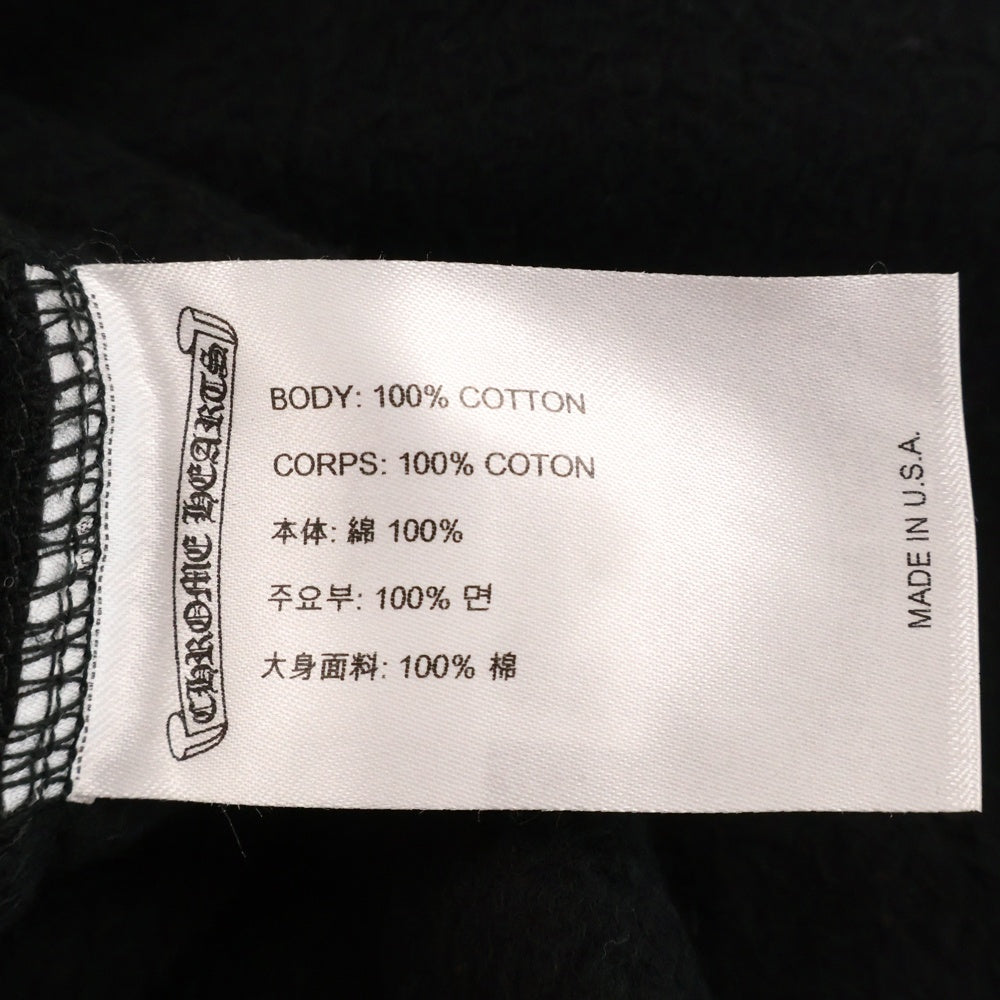 CHROME HEARTS
BODY: 100% COTTON
CORPS: 100% COTON
本体: 綿 100%
주요부: 100% 면
大身面料: 100% 棉
MADE IN U.S.A.